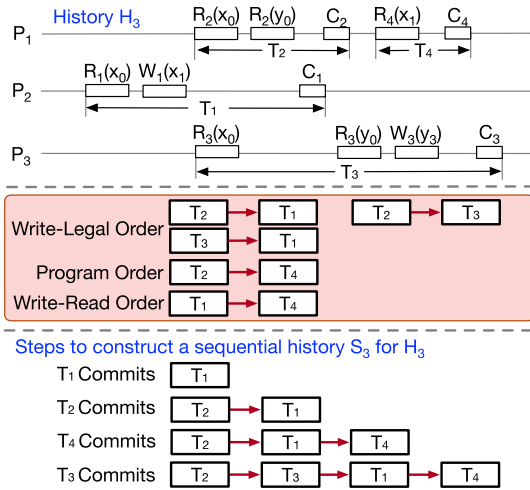 History H₃
P₁ R₂(x₀) R₂(y₀) C₂ R₄(x₁) C₄
T₂ T₄
P₂ R₁(x₀) W₁(x₁) C₁
T₁
P₃ R₃(x₀) R₃(y₀) W₃(y₃) C₃
T₃
Write-Legal Order T₂ T₁ T₂ T₃
T₃ T₁
Program Order T₂ T₄
Write-Read Order T₁ T₄
Steps to construct a sequential history S₃ for H₃
T₁ Commits T₁
T₂ Commits T₂ T₁
T₄ Commits T₂ T₁ T₄
T₃ Commits T₂ T₃ T₁ T₄